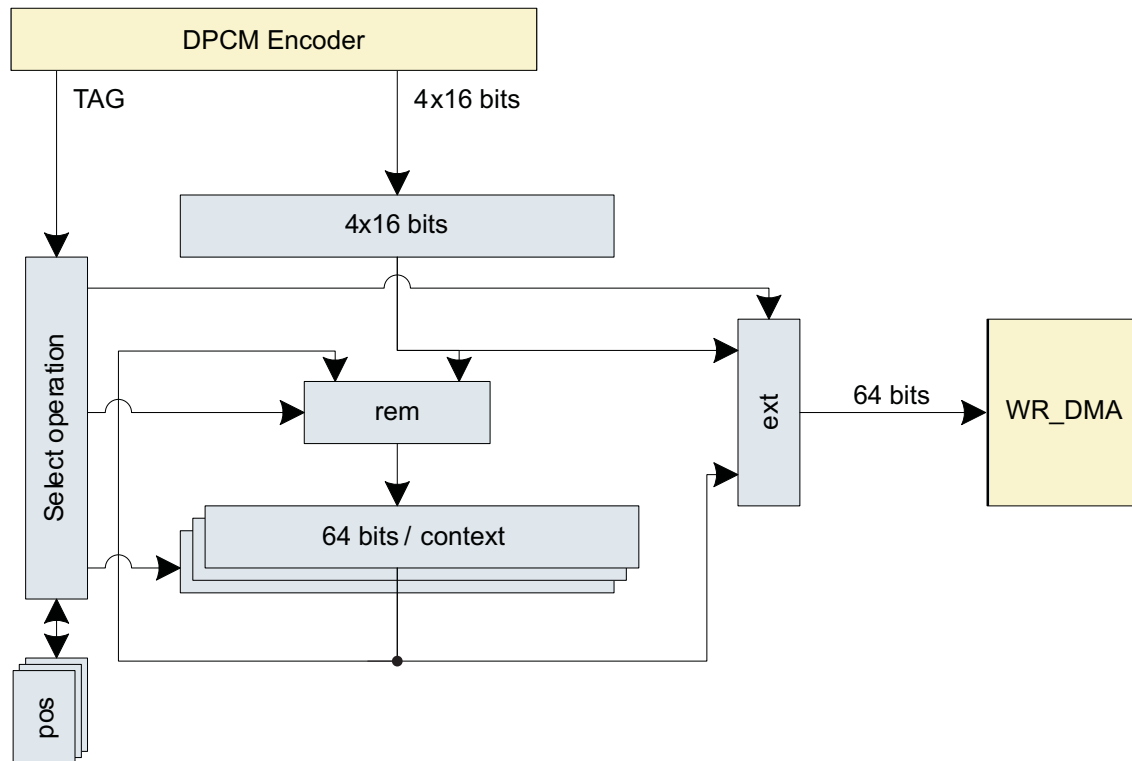 DPCM Encoder
TAG
4x16 bits
4x16 bits
Select operation
rem
ext
64 bits
WR_DMA
64 bits / context
pos